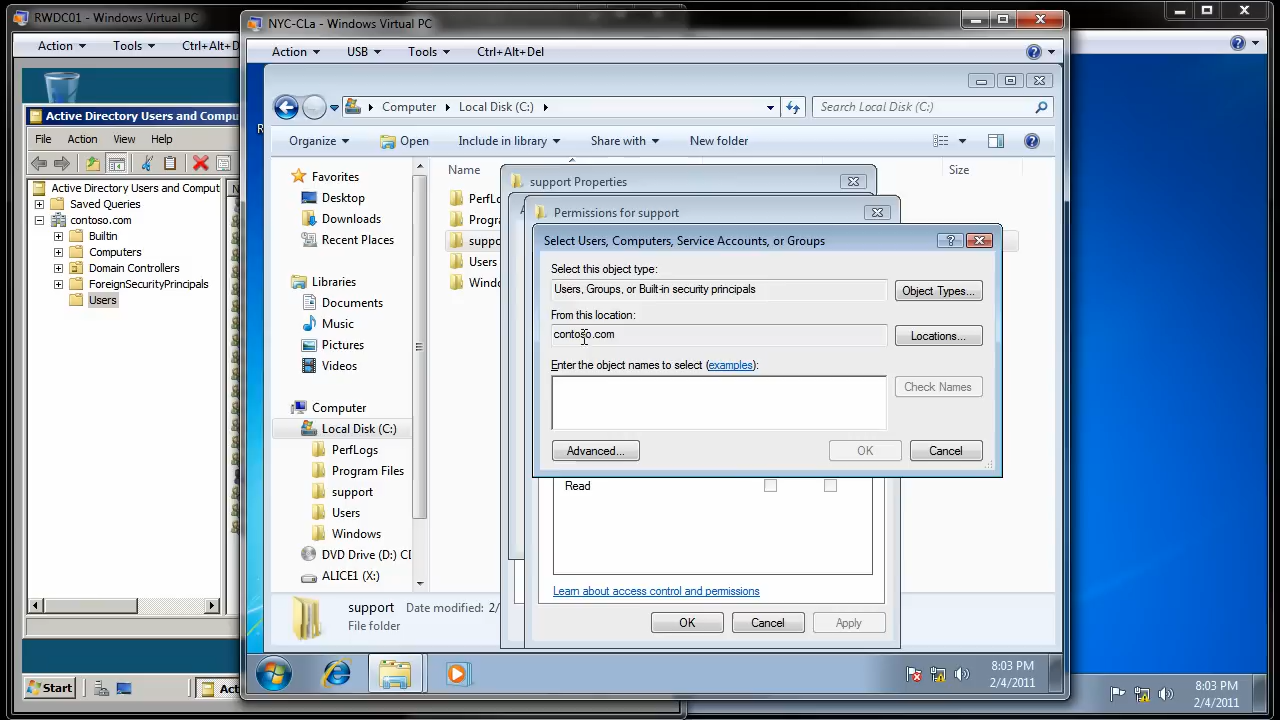 RWDC01 - Windows Virtual PC
Action
Tools
Ctrl+Alt+D
Active Directory Users and Compu
File
Action
View
Help
Active Directory Users and Comput
Saved Queries
contoso.com
Builtin
Computers
Domain Controllers
ForeignSecurityPrincipals
Users
Start
Act
NYC-CLa - Windows Virtual PC
Action
USB
Tools
Ctrl+Alt+Del
Computer
Local Disk (C:)
Search Local Disk (C:)
Organize
Open
Include in library
Share with
New folder
Favorites
Desktop
Downloads
Recent Places
Libraries
Documents
Music
Pictures
Videos
Computer
Local Disk (C:)
PerfLogs
Program Files
support
Users
Windows
DVD Drive (D:) CD
ALICE1 (X:)
Name
Size
PerfLo
Progra
suppo
Users
Windo
support Properties
Permissions for support
Select Users, Computers, Service Accounts, or Groups
Select this object type:
Users, Groups, or Built-in security principals
Object Types...
From this location:
contoso.com
Locations...
Enter the object names to select (examples):
Check Names
Advanced...
OK
Cancel
Read
Learn about access control and permissions
OK
Cancel
Apply
support
Date modified: 2/
File folder
8:03 PM
2/4/2011
8:03 PM
2/4/2011